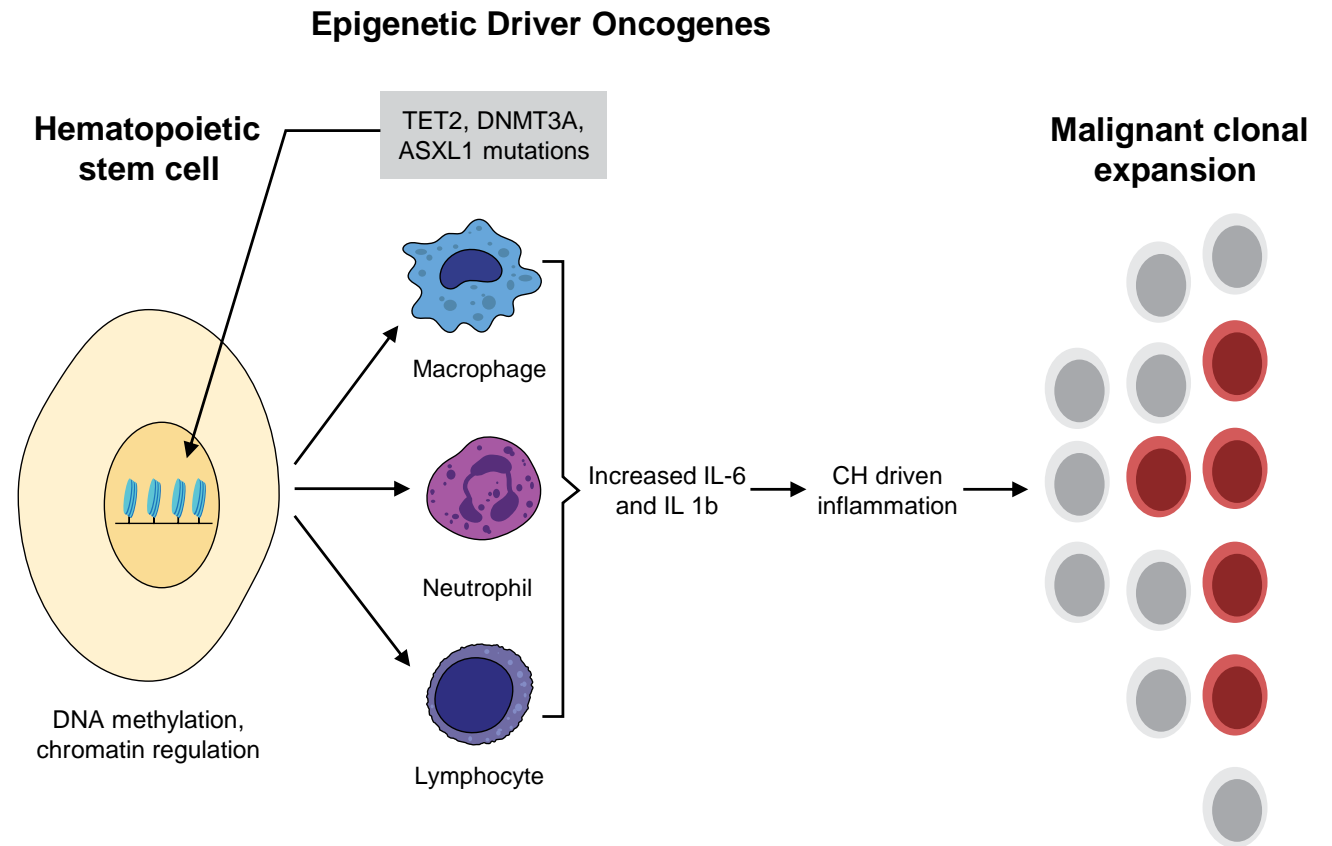 Epigenetic Driver Oncogenes
Hematopoietic
stem cell
TET2, DNMT3A,
ASXL1 mutations
Malignant clonal
expansion
Macrophage
Neutrophil
Lymphocyte
DNA methylation,
chromatin regulation
Increased IL-6
and IL 1b
CH driven
inflammation